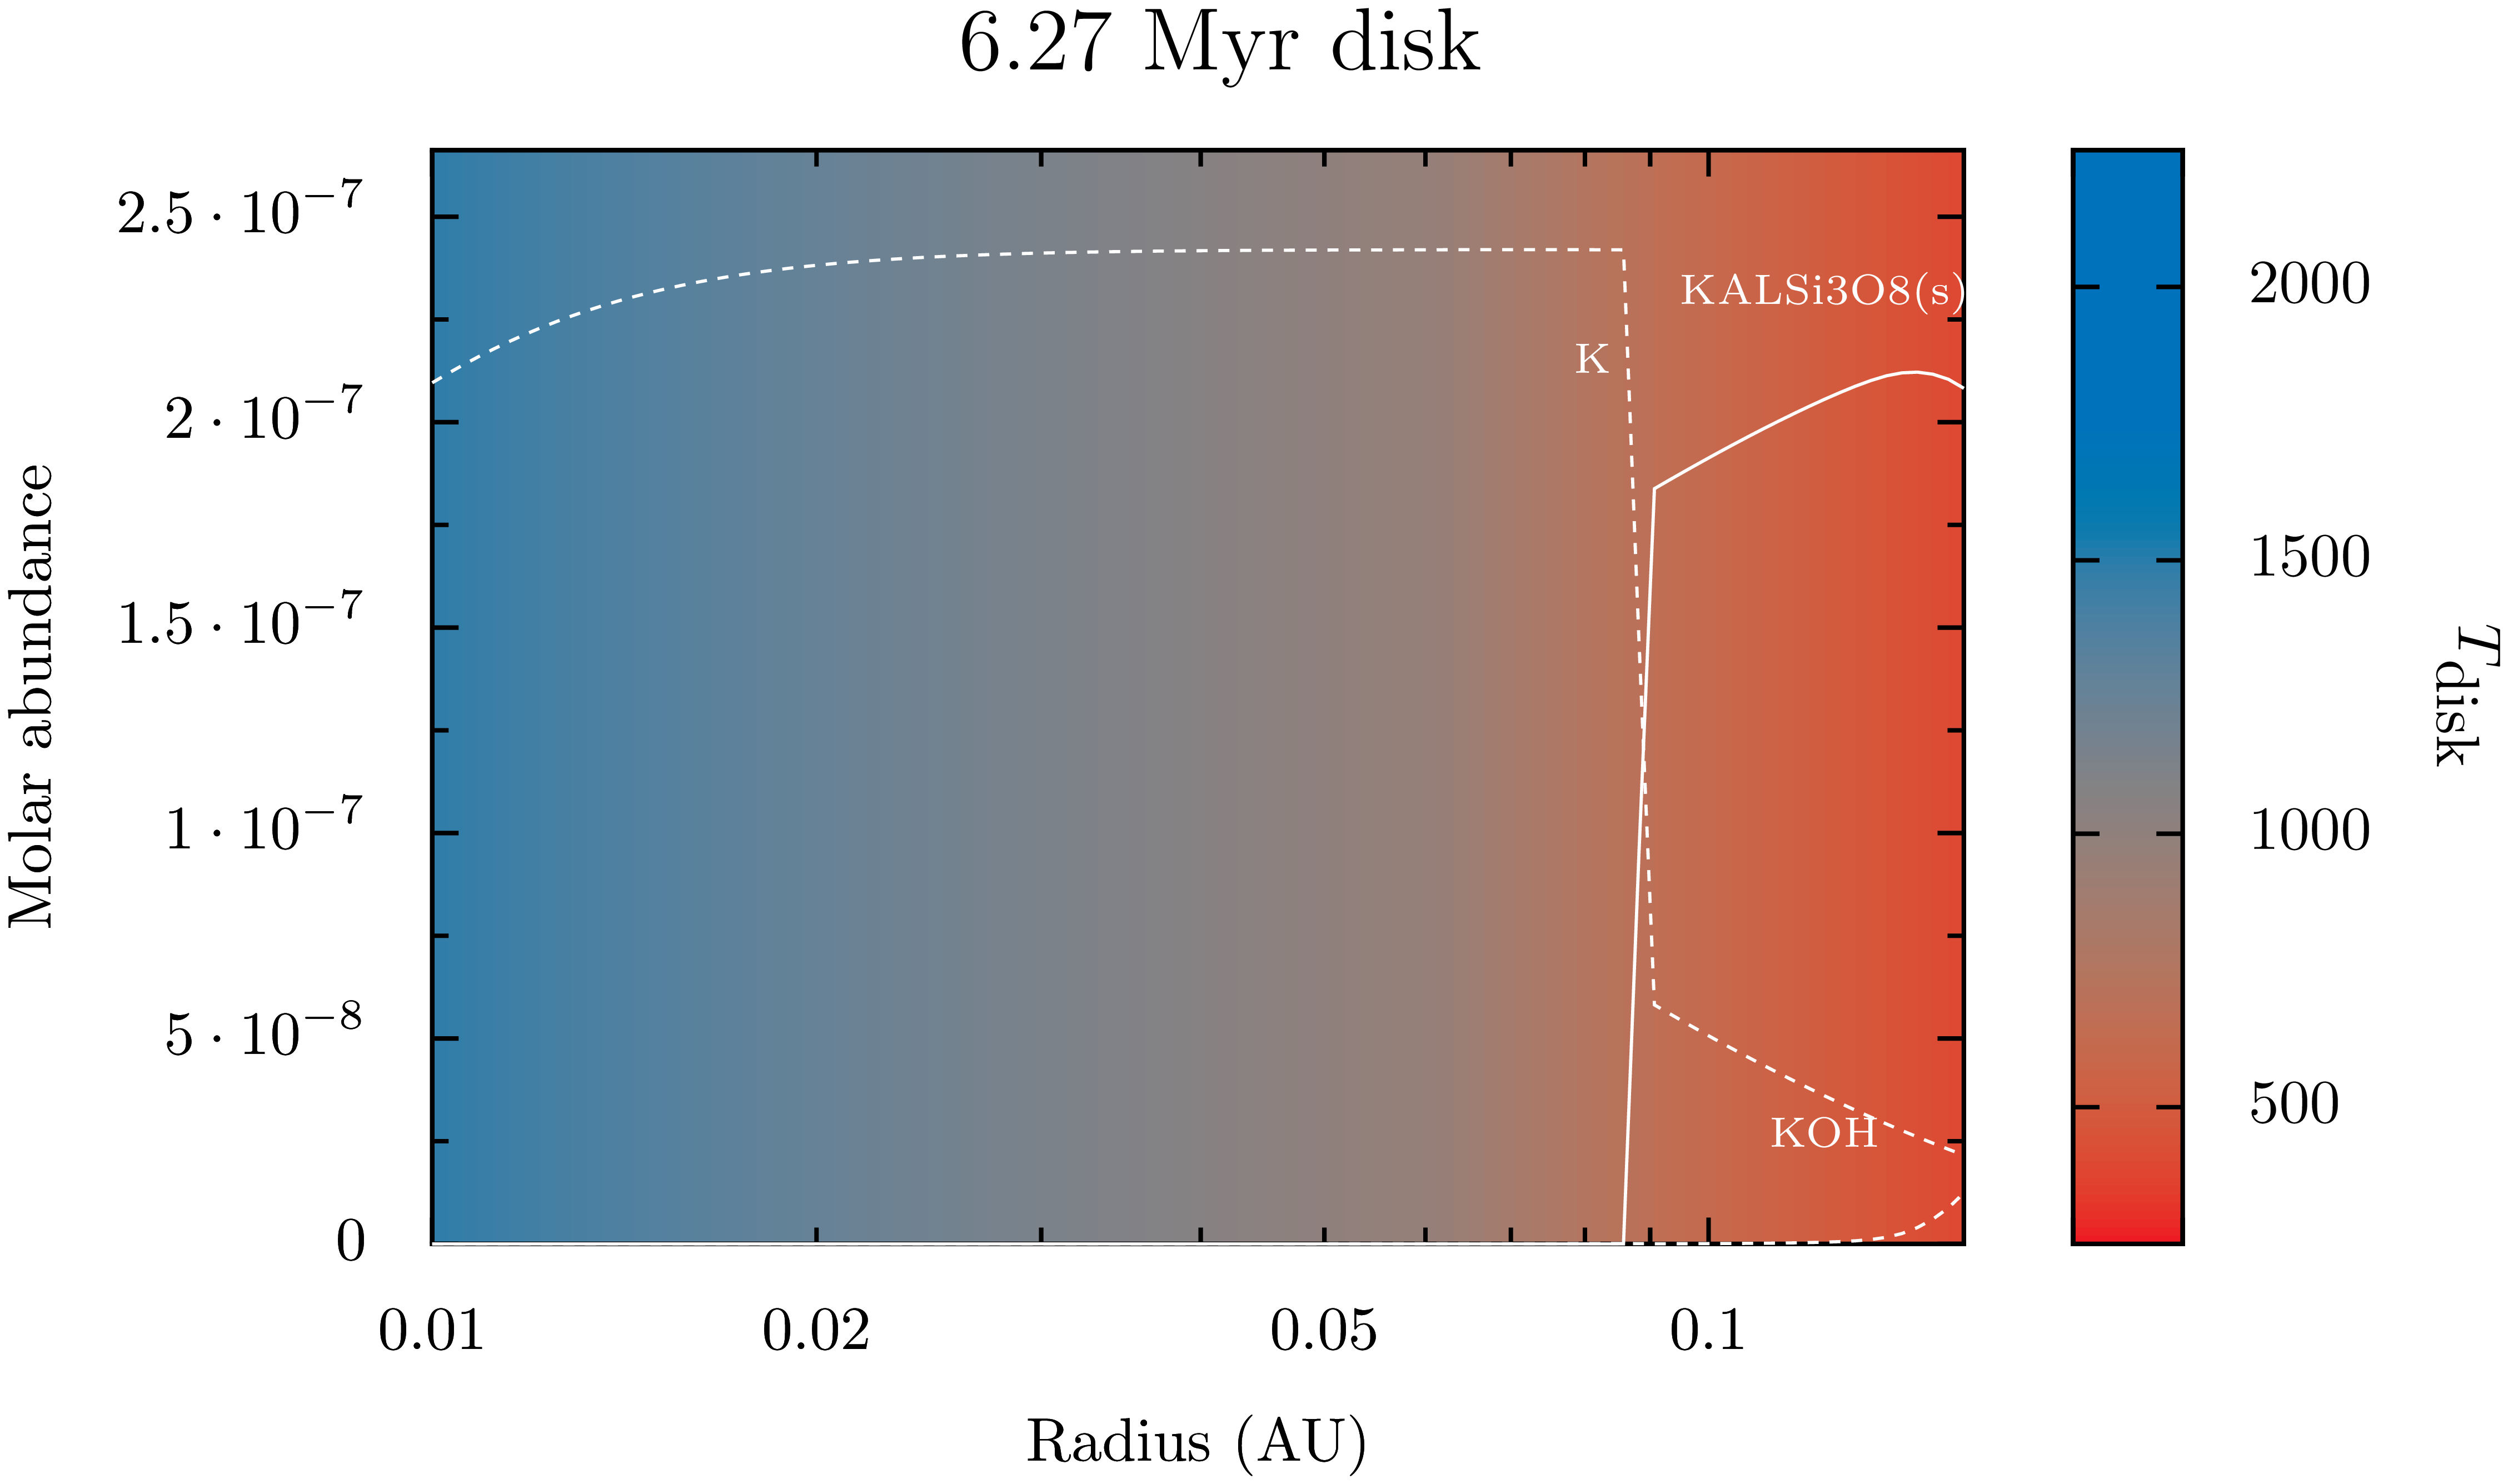 6.27 Myr disk
2.5 · 10⁻⁷
2 · 10⁻⁷
1.5 · 10⁻⁷
1 · 10⁻⁷
5 · 10⁻⁸
0
Molar abundance
KALSi3O8(s)
K
KOH
0.01 0.02 0.05 0.1
Radius (AU)
2000
1500
1000
500
T_disk